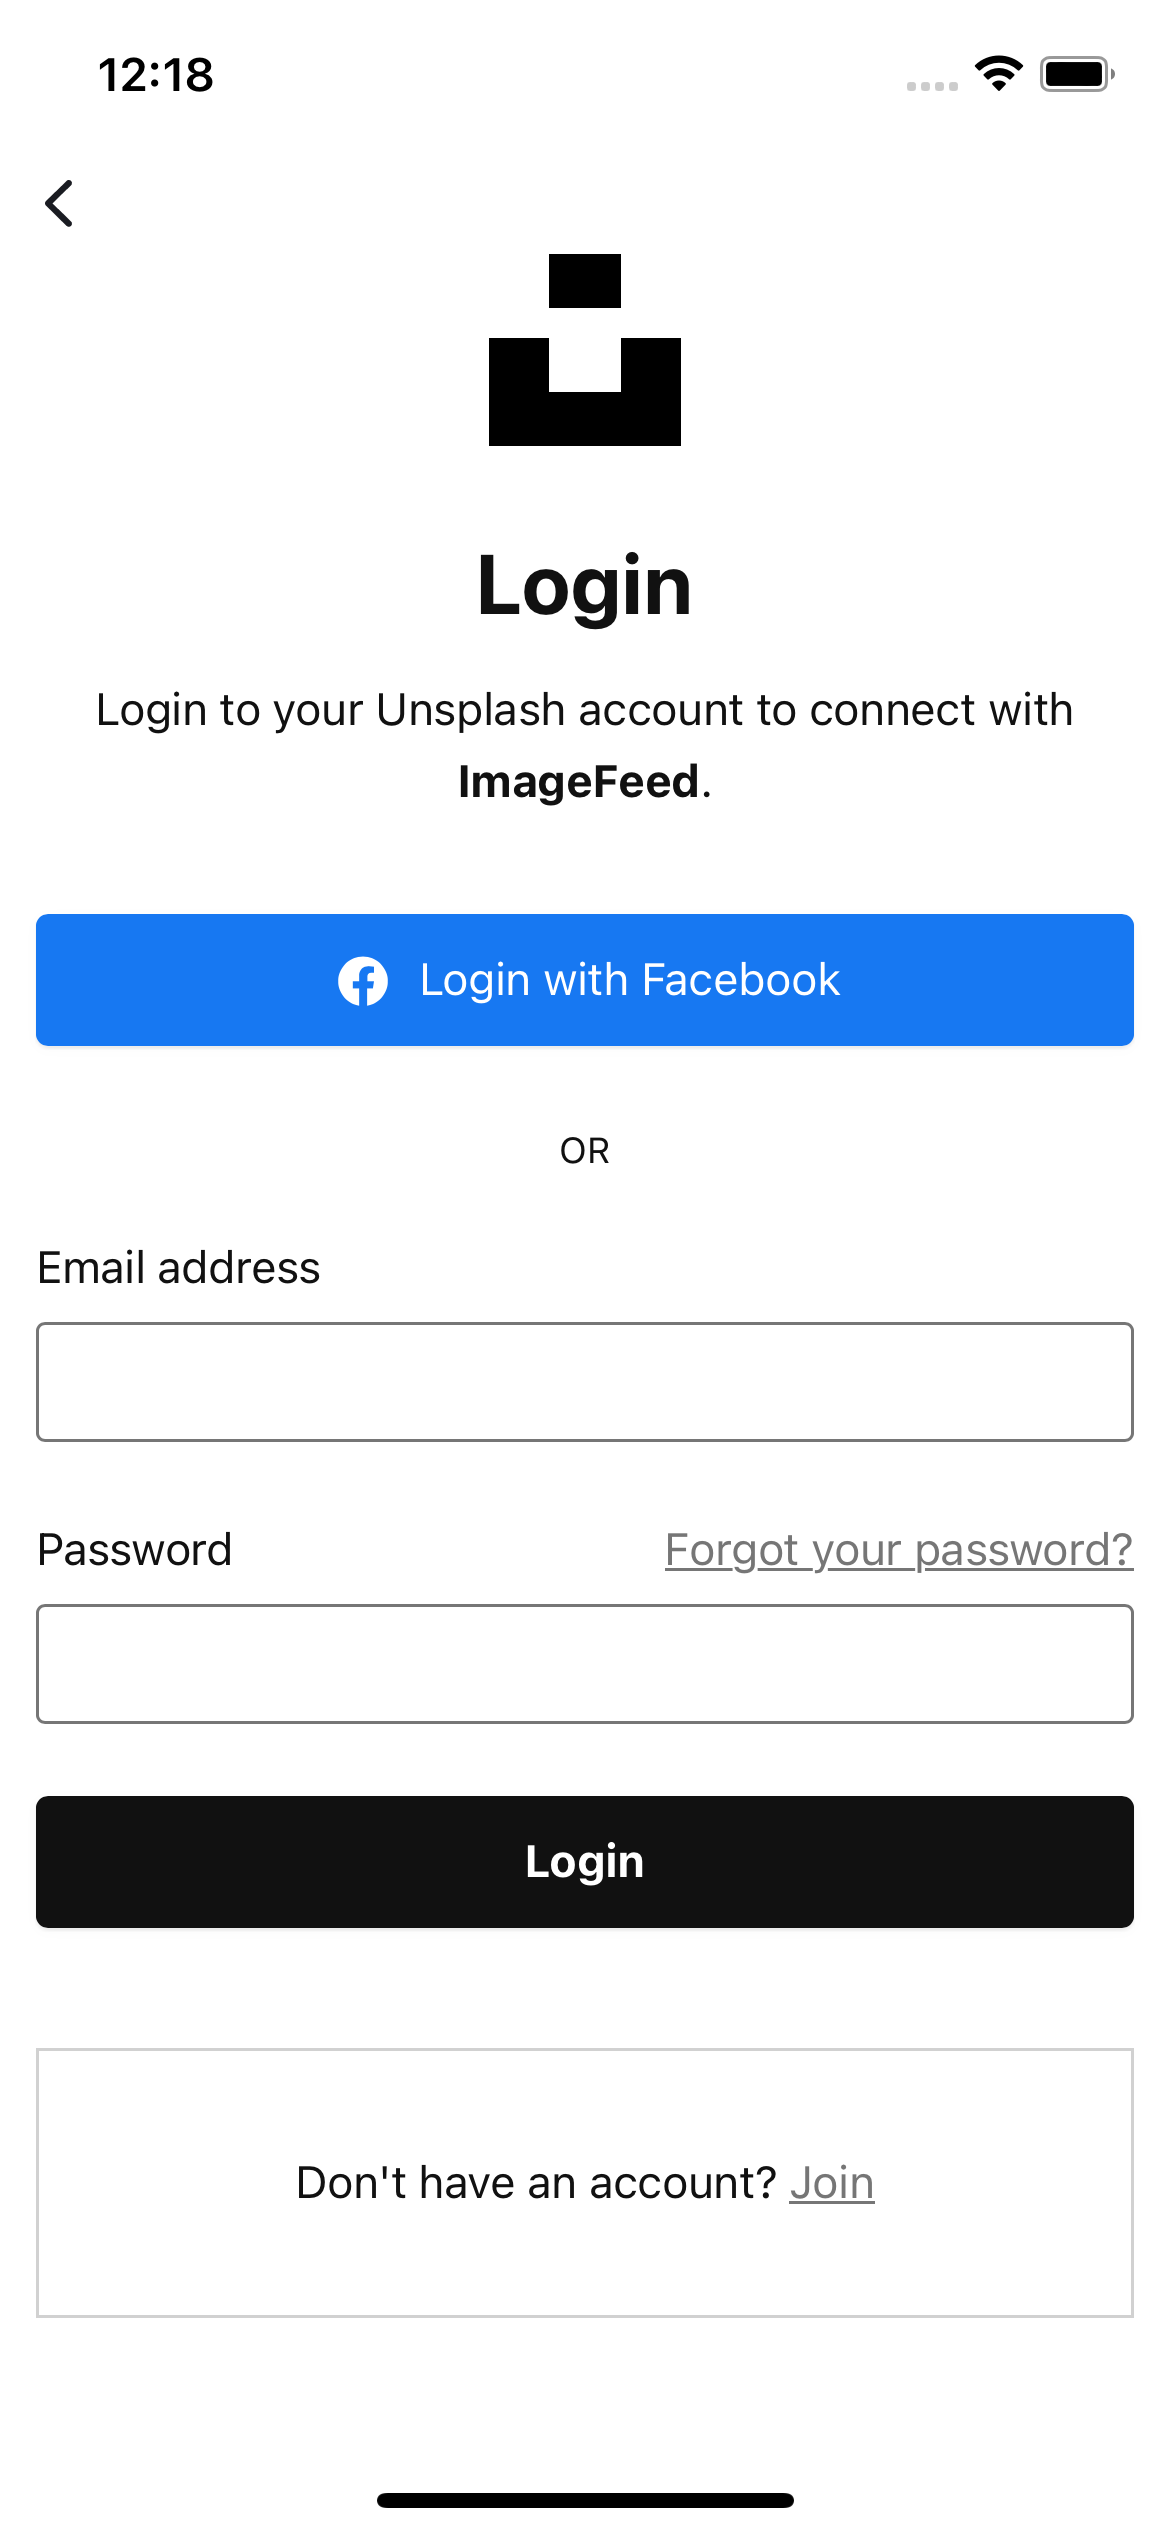 12:18
Login
Login to your Unsplash account to connect with
ImageFeed.
Login with Facebook
OR
Email address
Password Forgot your password?
Login
Don't have an account? Join